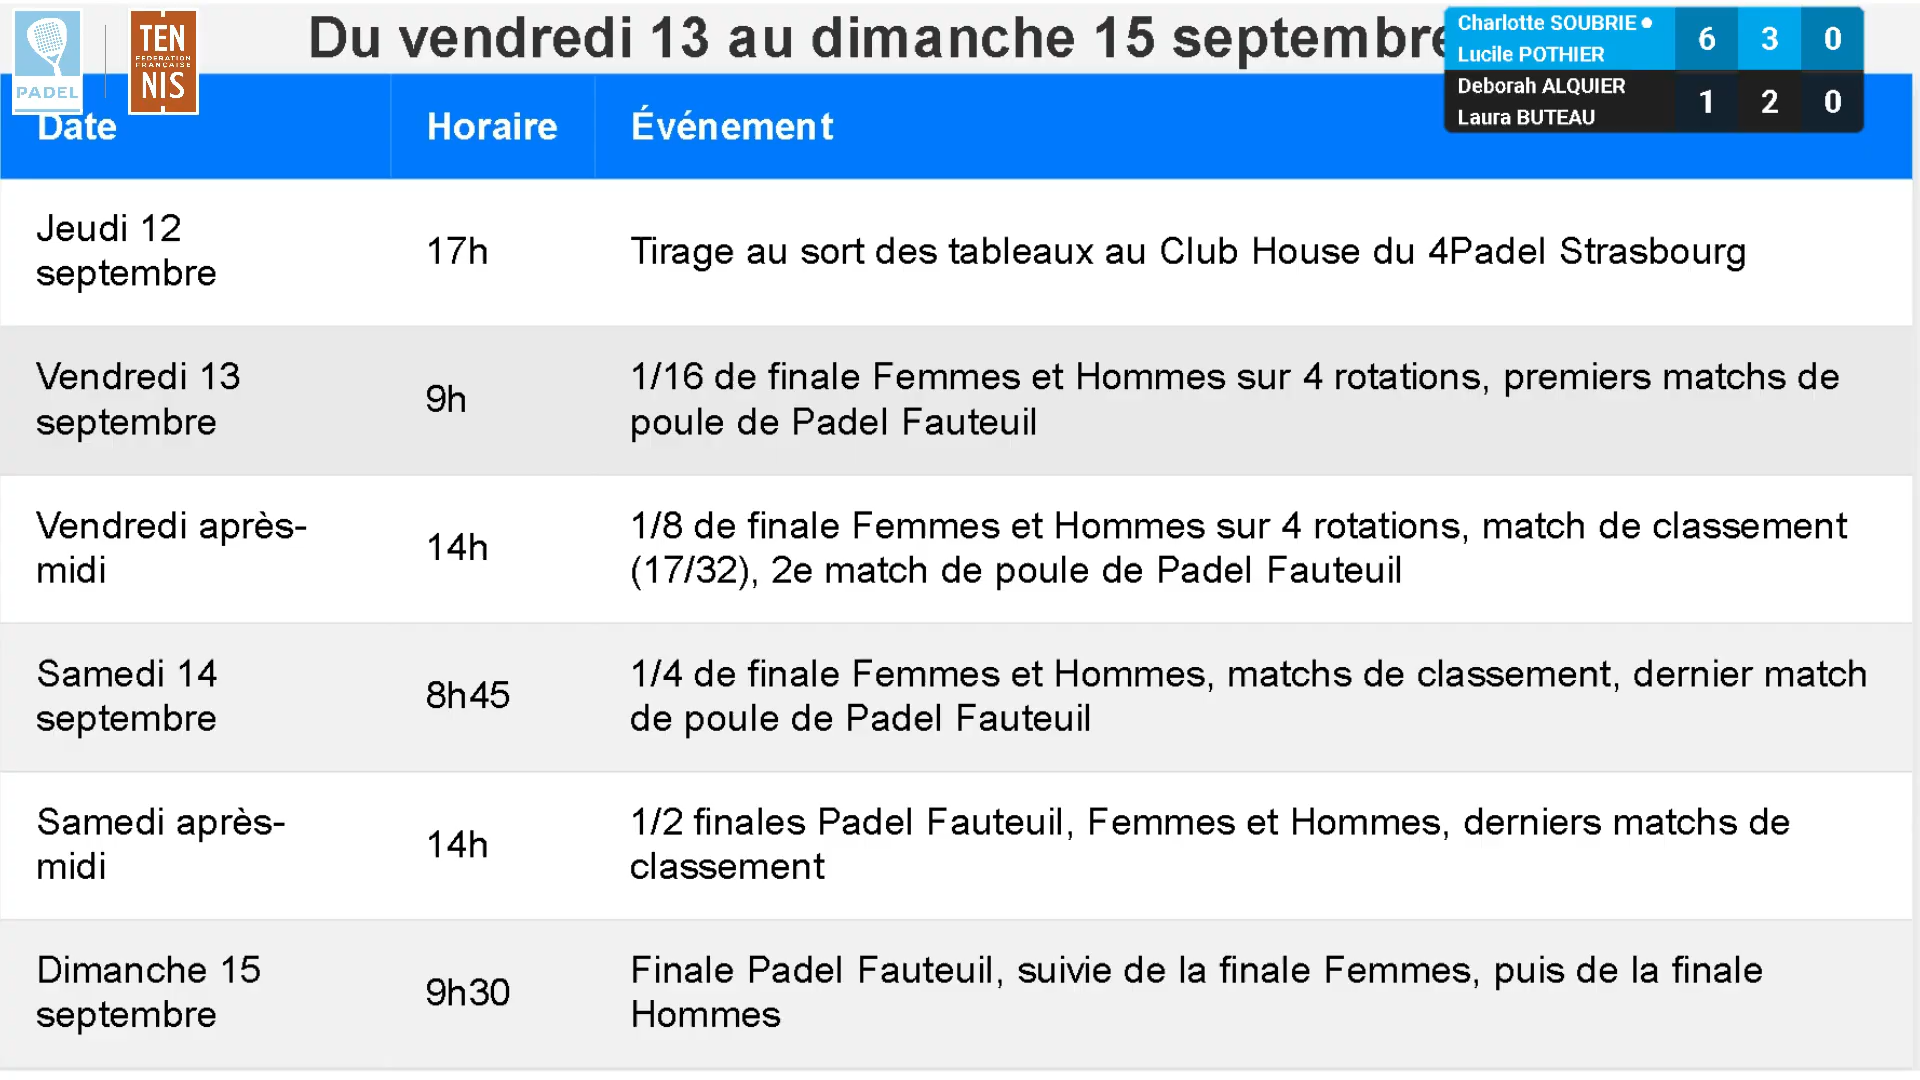 PADEL
TEN
FEDERATION
FRANCAISE
NIS
Du vendredi 13 au dimanche 15 septembre
Charlotte SOUBRIE 6 3 0
Lucile POTHIER
Deborah ALQUIER 1 2 0
Laura BUTEAU
Date Horaire Événement
Jeudi 12
septembre
17h
Tirage au sort des tableaux au Club House du 4Padel Strasbourg
Vendredi 13
septembre
9h
1/16 de finale Femmes et Hommes sur 4 rotations, premiers matchs de
poule de Padel Fauteuil
Vendredi après-
midi
14h
1/8 de finale Femmes et Hommes sur 4 rotations, match de classement
(17/32), 2e match de poule de Padel Fauteuil
Samedi 14
septembre
8h45
1/4 de finale Femmes et Hommes, matchs de classement, dernier match
de poule de Padel Fauteuil
Samedi après-
midi
14h
1/2 finales Padel Fauteuil, Femmes et Hommes, derniers matchs de
classement
Dimanche 15
septembre
9h30
Finale Padel Fauteuil, suivie de la finale Femmes, puis de la finale
Hommes